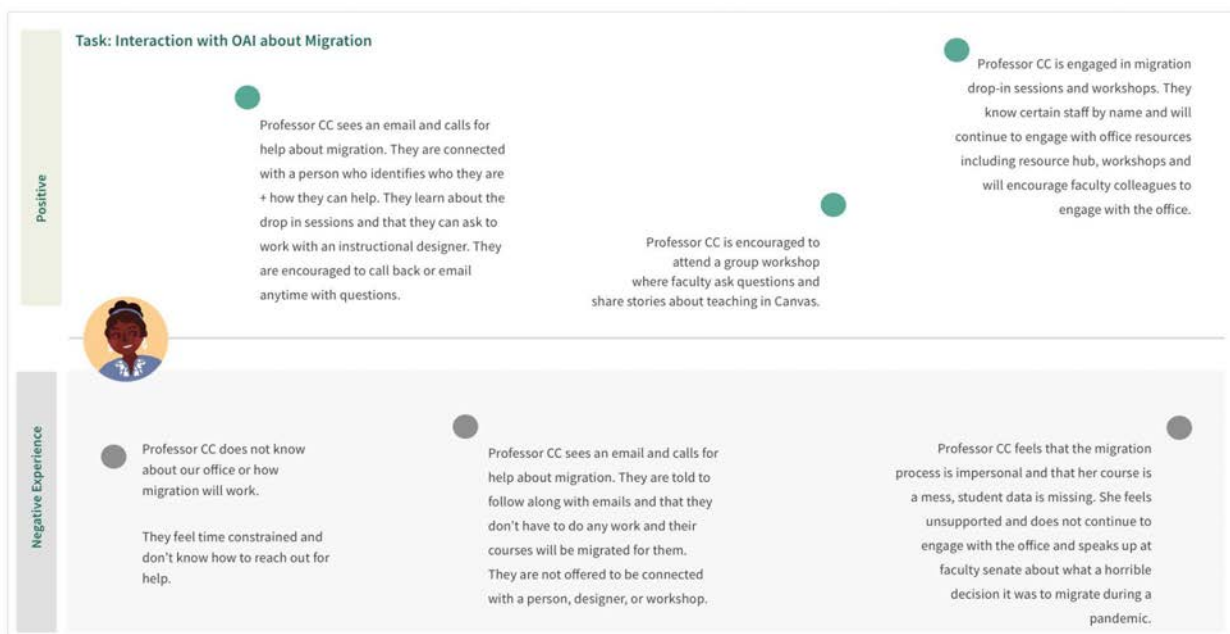 Task: Interaction with OAI about Migration
Positive
Professor CC sees an email and calls for
help about migration. They are connected
with a person who identifies who they are
+ how they can help. They learn about the
drop in sessions and that they can ask to
work with an instructional designer. They
are encouraged to call back or email
anytime with questions.
Professor CC is encouraged to
attend a group workshop
where faculty ask questions and
share stories about teaching in Canvas.
Professor CC is engaged in migration
drop-in sessions and workshops. They
know certain staff by name and will
continue to engage with office resources
including resource hub, workshops and
will encourage faculty colleagues to
engage with the office.
Negative Experience
Professor CC does not know
about our office or how
migration will work.
They feel time constrained and
don't know how to reach out for
help.
Professor CC sees an email and calls for
help about migration. They are told to
follow along with emails and that they
don't have to do any work and their
courses will be migrated for them.
They are not offered to be connected
with a person, designer, or workshop.
Professor CC feels that the migration
process is impersonal and that her course is
a mess, student data is missing. She feels
unsupported and does not continue to
engage with the office and speaks up at
faculty senate about what a horrible
decision it was to migrate during a
pandemic.